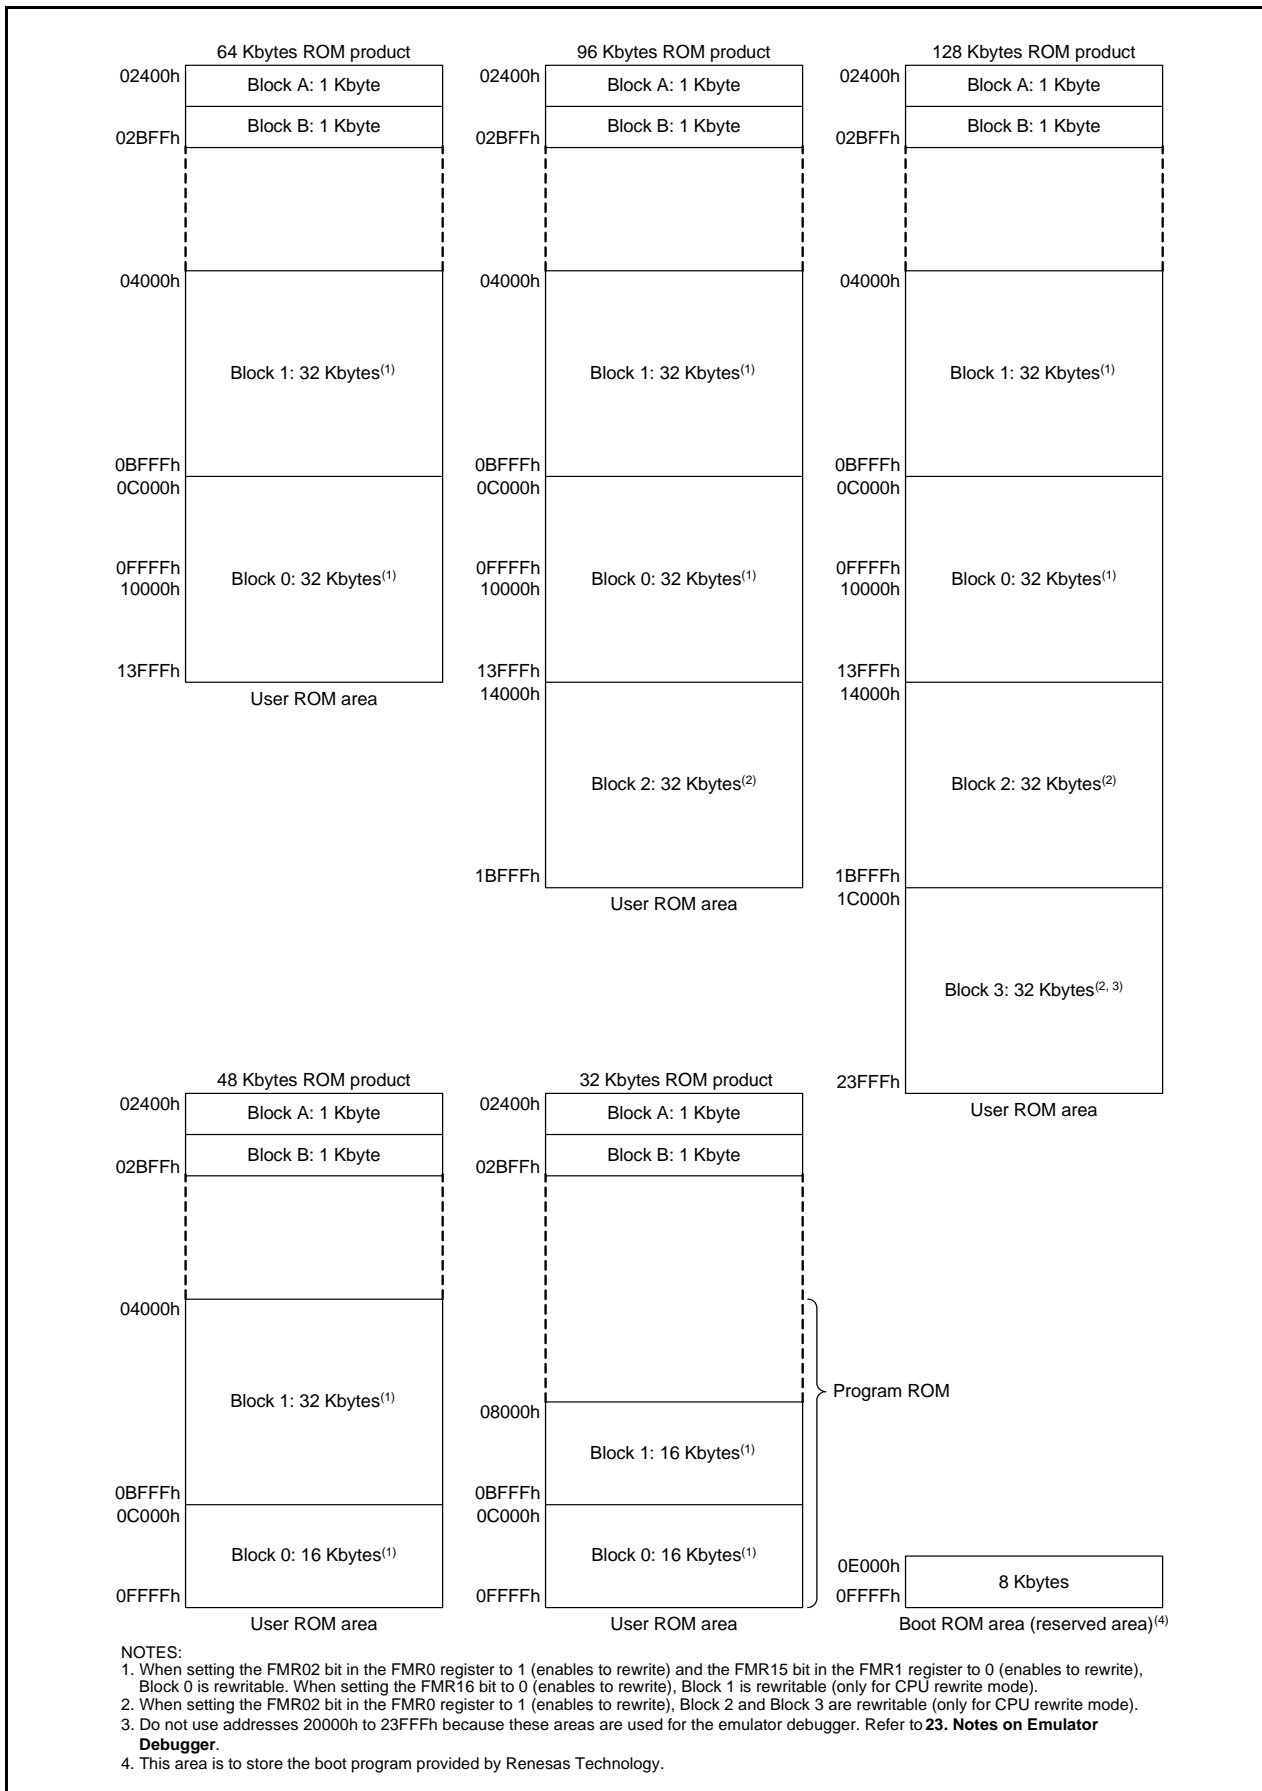 64 Kbytes ROM product
02400h
Block A: 1 Kbyte
Block B: 1 Kbyte
02BFFh
04000h
Block 1: 32 Kbytes(1)
0BFFFh
0C000h
0FFFFh
10000h
Block 0: 32 Kbytes(1)
13FFFh
User ROM area
96 Kbytes ROM product
02400h
Block A: 1 Kbyte
Block B: 1 Kbyte
02BFFh
04000h
Block 1: 32 Kbytes(1)
0BFFFh
0C000h
0FFFFh
10000h
Block 0: 32 Kbytes(1)
13FFFh
14000h
Block 2: 32 Kbytes(2)
1BFFFh
User ROM area
128 Kbytes ROM product
02400h
Block A: 1 Kbyte
Block B: 1 Kbyte
02BFFh
04000h
Block 1: 32 Kbytes(1)
0BFFFh
0C000h
0FFFFh
10000h
Block 0: 32 Kbytes(1)
13FFFh
14000h
Block 2: 32 Kbytes(2)
1BFFFh
1C000h
Block 3: 32 Kbytes(2, 3)
23FFFh
User ROM area
48 Kbytes ROM product
02400h
Block A: 1 Kbyte
Block B: 1 Kbyte
02BFFh
04000h
Block 1: 32 Kbytes(1)
0BFFFh
0C000h
Block 0: 16 Kbytes(1)
0FFFFh
User ROM area
32 Kbytes ROM product
02400h
Block A: 1 Kbyte
Block B: 1 Kbyte
02BFFh
08000h
Block 1: 16 Kbytes(1)
0BFFFh
0C000h
Block 0: 16 Kbytes(1)
0FFFFh
User ROM area
Program ROM
0E000h
8 Kbytes
0FFFFh
Boot ROM area (reserved area)(4)
NOTES:
1. When setting the FMR02 bit in the FMR0 register to 1 (enables to rewrite) and the FMR15 bit in the FMR1 register to 0 (enables to rewrite),
Block 0 is rewritable. When setting the FMR16 bit to 0 (enables to rewrite), Block 1 is rewritable (only for CPU rewrite mode).
2. When setting the FMR02 bit in the FMR0 register to 1 (enables to rewrite), Block 2 and Block 3 are rewritable (only for CPU rewrite mode).
3. Do not use addresses 20000h to 23FFFh because these areas are used for the emulator debugger. Refer to 23. Notes on Emulator
Debugger.
4. This area is to store the boot program provided by Renesas Technology.